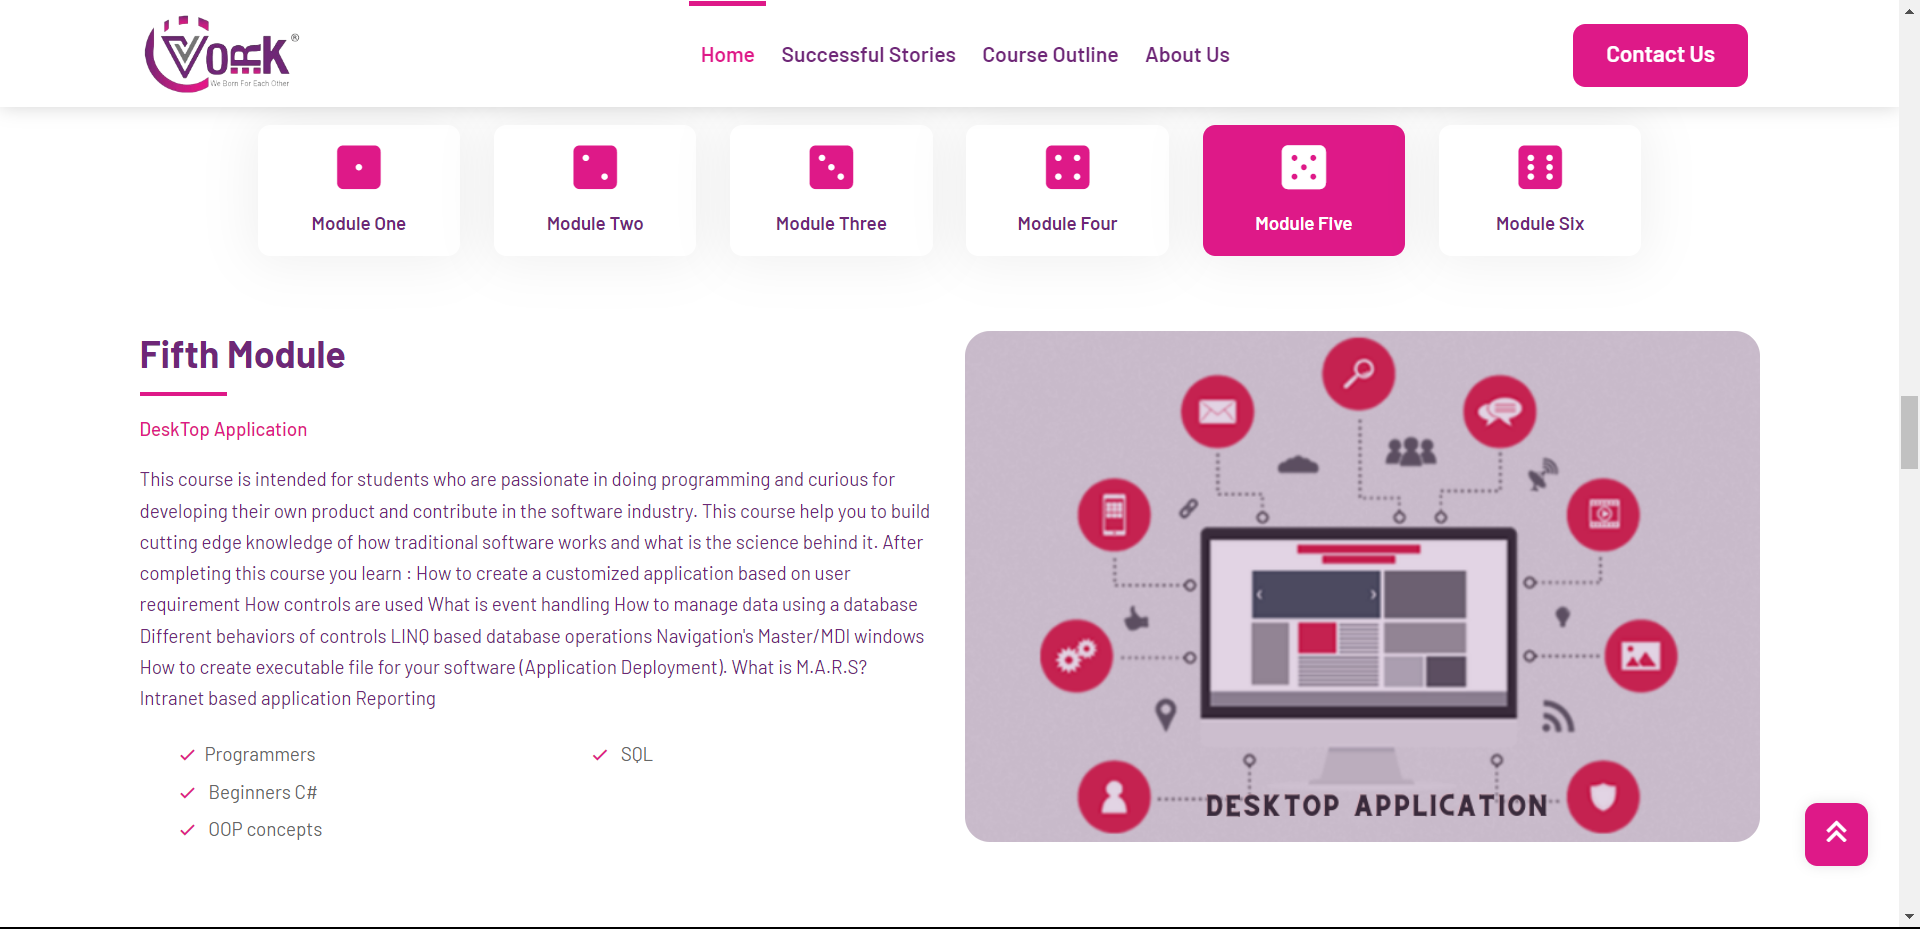 VORK®
We Born For Each Other
Home Successful Stories Course Outline About Us
Contact Us
Module One Module Two Module Three Module Four Module Five Module Six
Fifth Module
DeskTop Application
This course is intended for students who are passionate in doing programming and curious for
developing their own product and contribute in the software industry. This course help you to build
cutting edge knowledge of how traditional software works and what is the science behind it. After
completing this course you learn : How to create a customized application based on user
requirement How controls are used What is event handling How to manage data using a database
Different behaviors of controls LINQ based database operations Navigation's Master/MDI windows
How to create executable file for your software (Application Deployment). What is M.A.R.S?
Intranet based application Reporting
Programmers SQL
Beginners C#
OOP concepts
DESKTOP APPLICATION